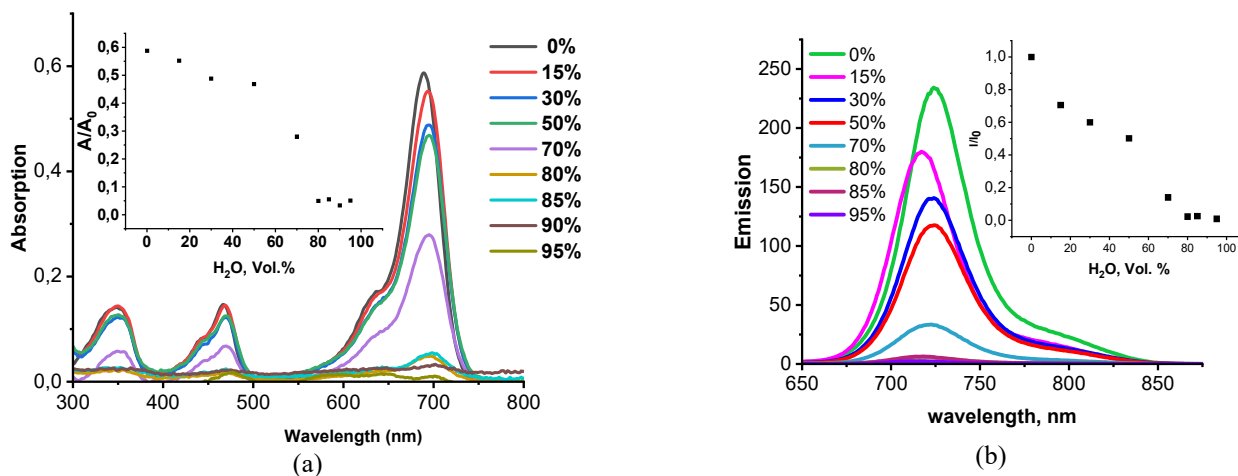 0,6
0,4
0,2
0,0
Absorption
300 400 500 600 700 800
Wavelength (nm)
0,6
0,5
0,4
0,3
0,2
0,1
0,0
A/A0
0 20 40 60 80 100
H2O, Vol.%
0%
15%
30%
50%
70%
80%
85%
90%
95%
(a)
250
200
150
100
50
0
Emission
650 700 750 800 850
wavelength, nm
0%
15%
30%
50%
70%
80%
85%
95%
1,0
0,8
0,6
0,4
0,2
0,0
I/I0
0 20 40 60 80 100
H2O, Vol. %
(b)